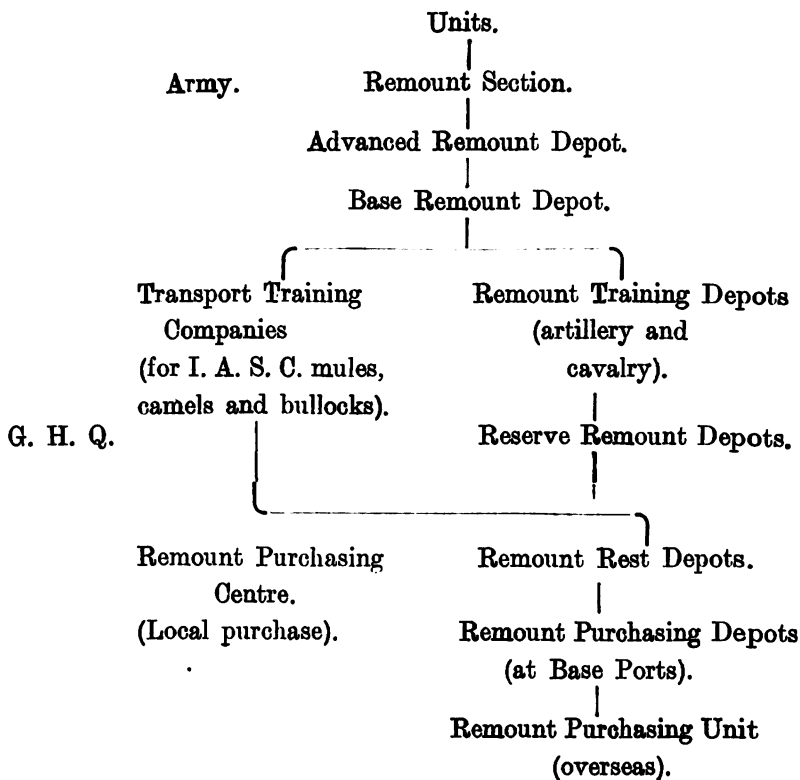 Units.
Army. Remount Section.
Advanced Remount Depot.
Base Remount Depot.
Transport Training
Companies
(for I. A. S. C. mules,
camels and bullocks).
Remount Training Depots
(artillery and
cavalry).
G. H. Q.
Reserve Remount Depots.
Remount Purchasing
Centre.
(Local purchase).
Remount Rest Depots.
Remount Purchasing Depots
(at Base Ports).
Remount Purchasing Unit
(overseas).